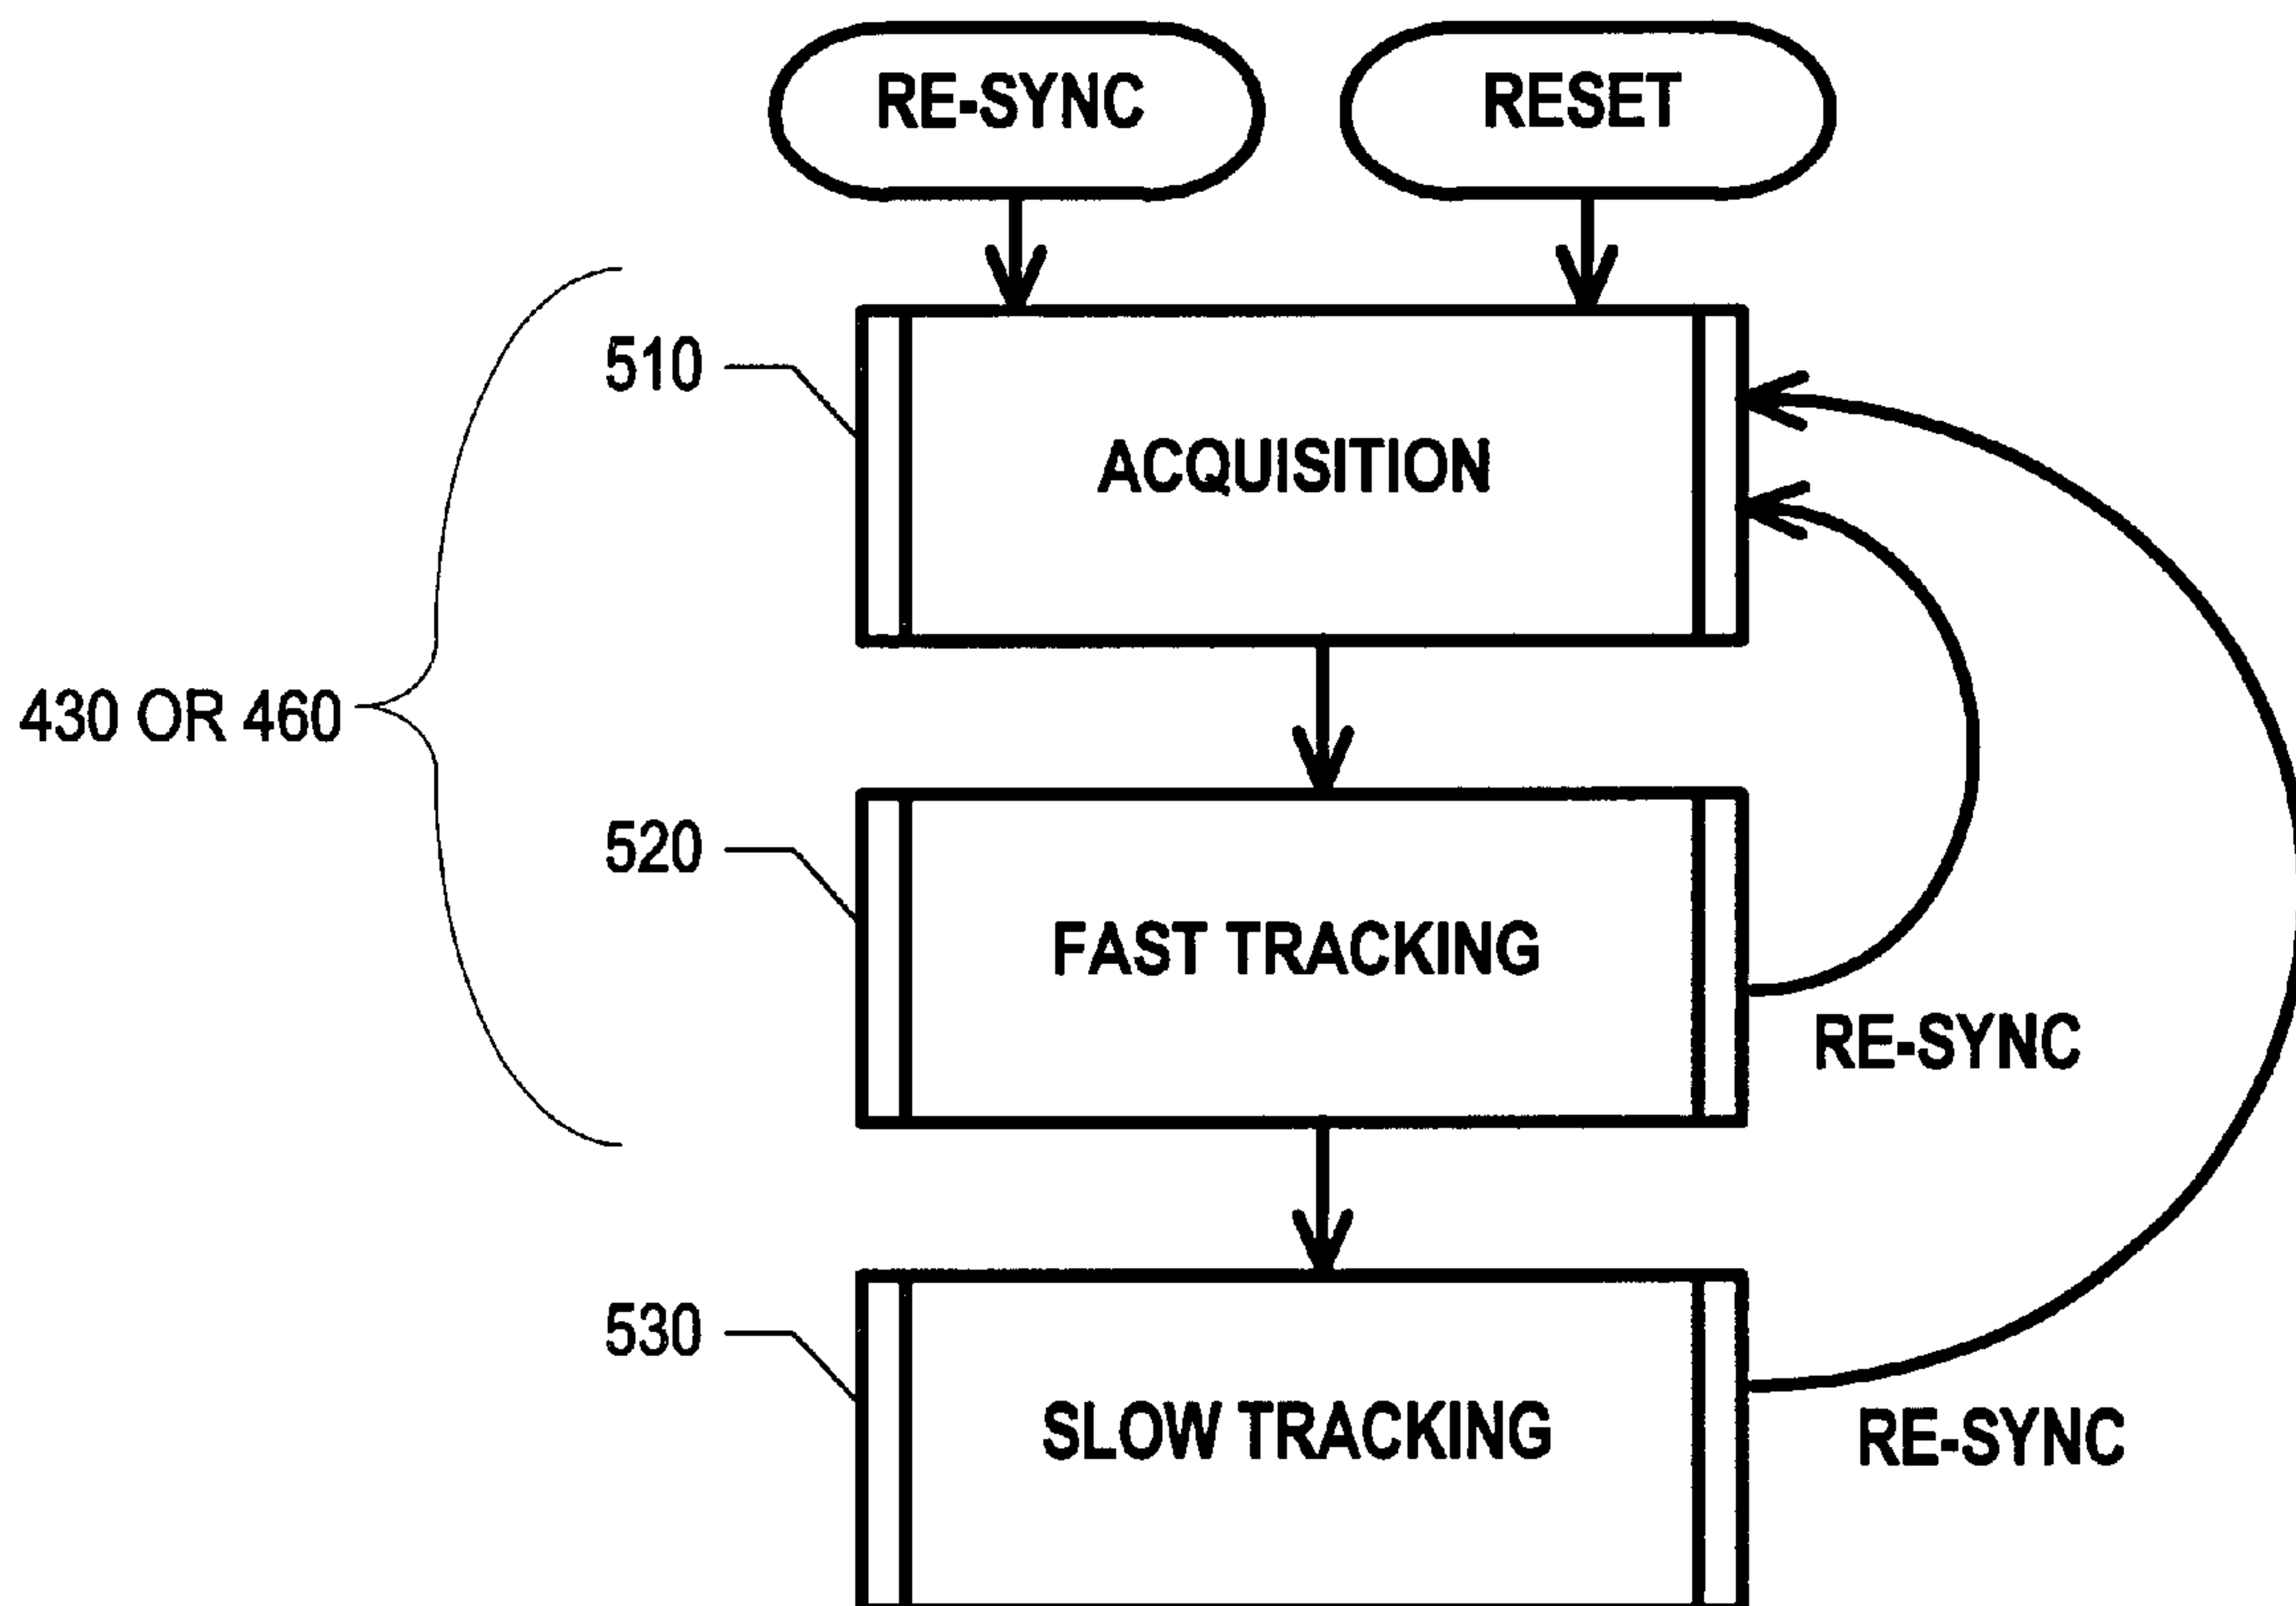 RE-SYNC
RESET
510
ACQUISITION
430 OR 460
520
FAST TRACKING
RE-SYNC
530
SLOW TRACKING
RE-SYNC